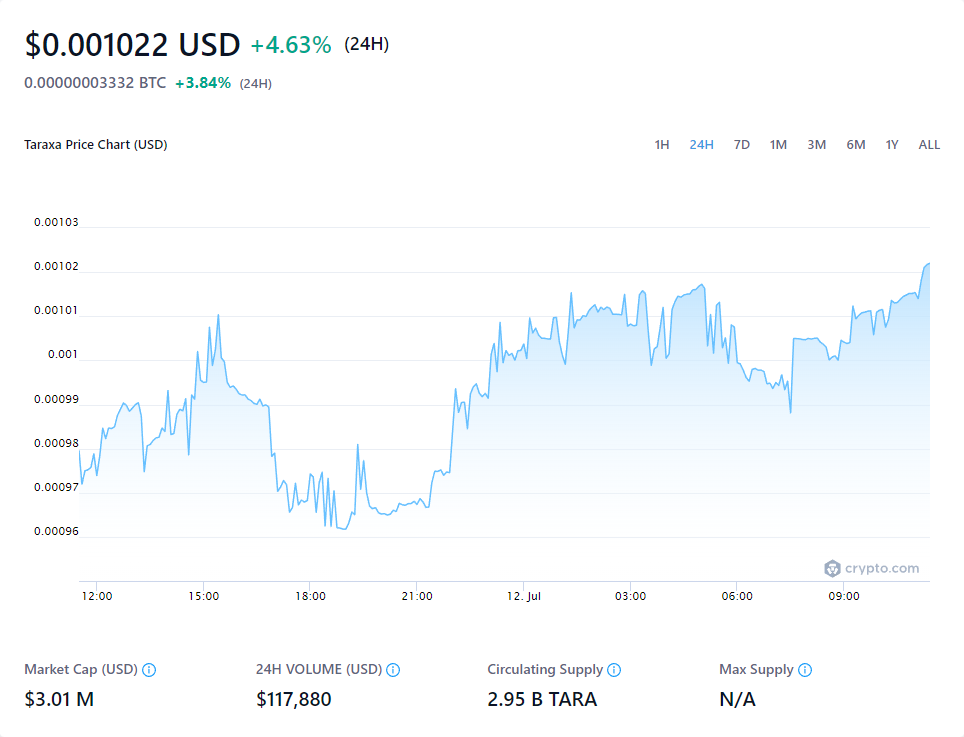 $0.001022 USD +4.63% (24H)
0.00000003332 BTC +3.84% (24H)
Taraxa Price Chart (USD) 1H 24H 7D 1M 3M 6M 1Y ALL
0.00103
0.00102
0.00101
0.001
0.00099
0.00098
0.00097
0.00096
crypto.com
12:00 15:00 18:00 21:00 12. Jul 03:00 06:00 09:00
Market Cap (USD) 24H VOLUME (USD) Circulating Supply Max Supply
$3.01 M $117,880 2.95 B TARA N/A